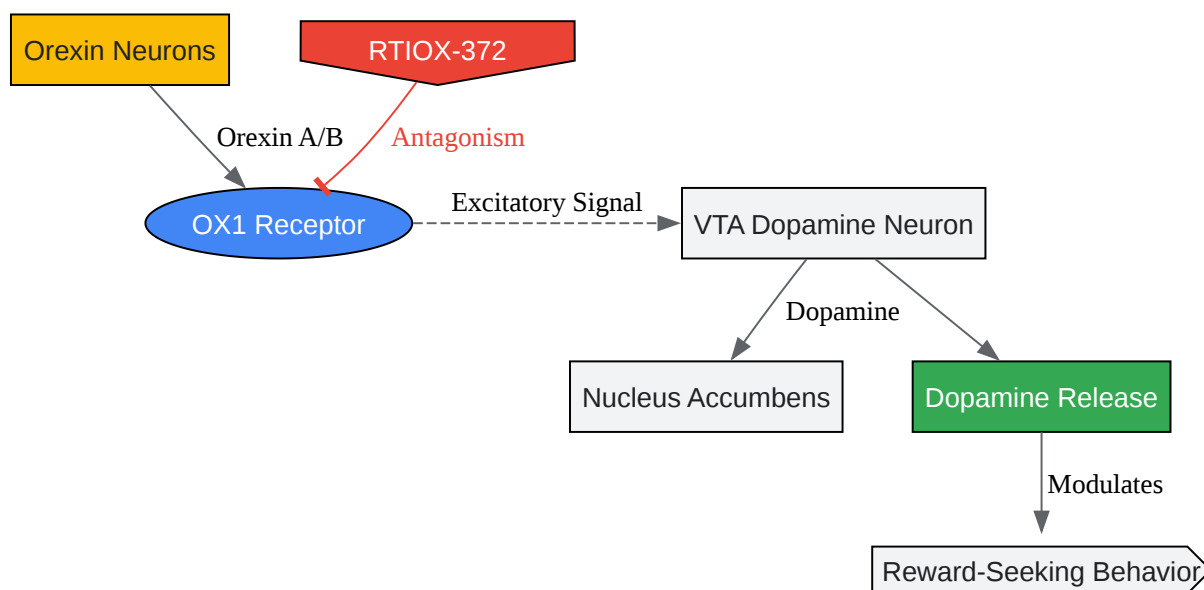 Orexin Neurons
RTIOX-372
Orexin A/B
Antagonism
OX1 Receptor
Excitatory Signal
VTA Dopamine Neuron
Dopamine
Nucleus Accumbens
Dopamine Release
Modulates
Reward-Seeking Behavior